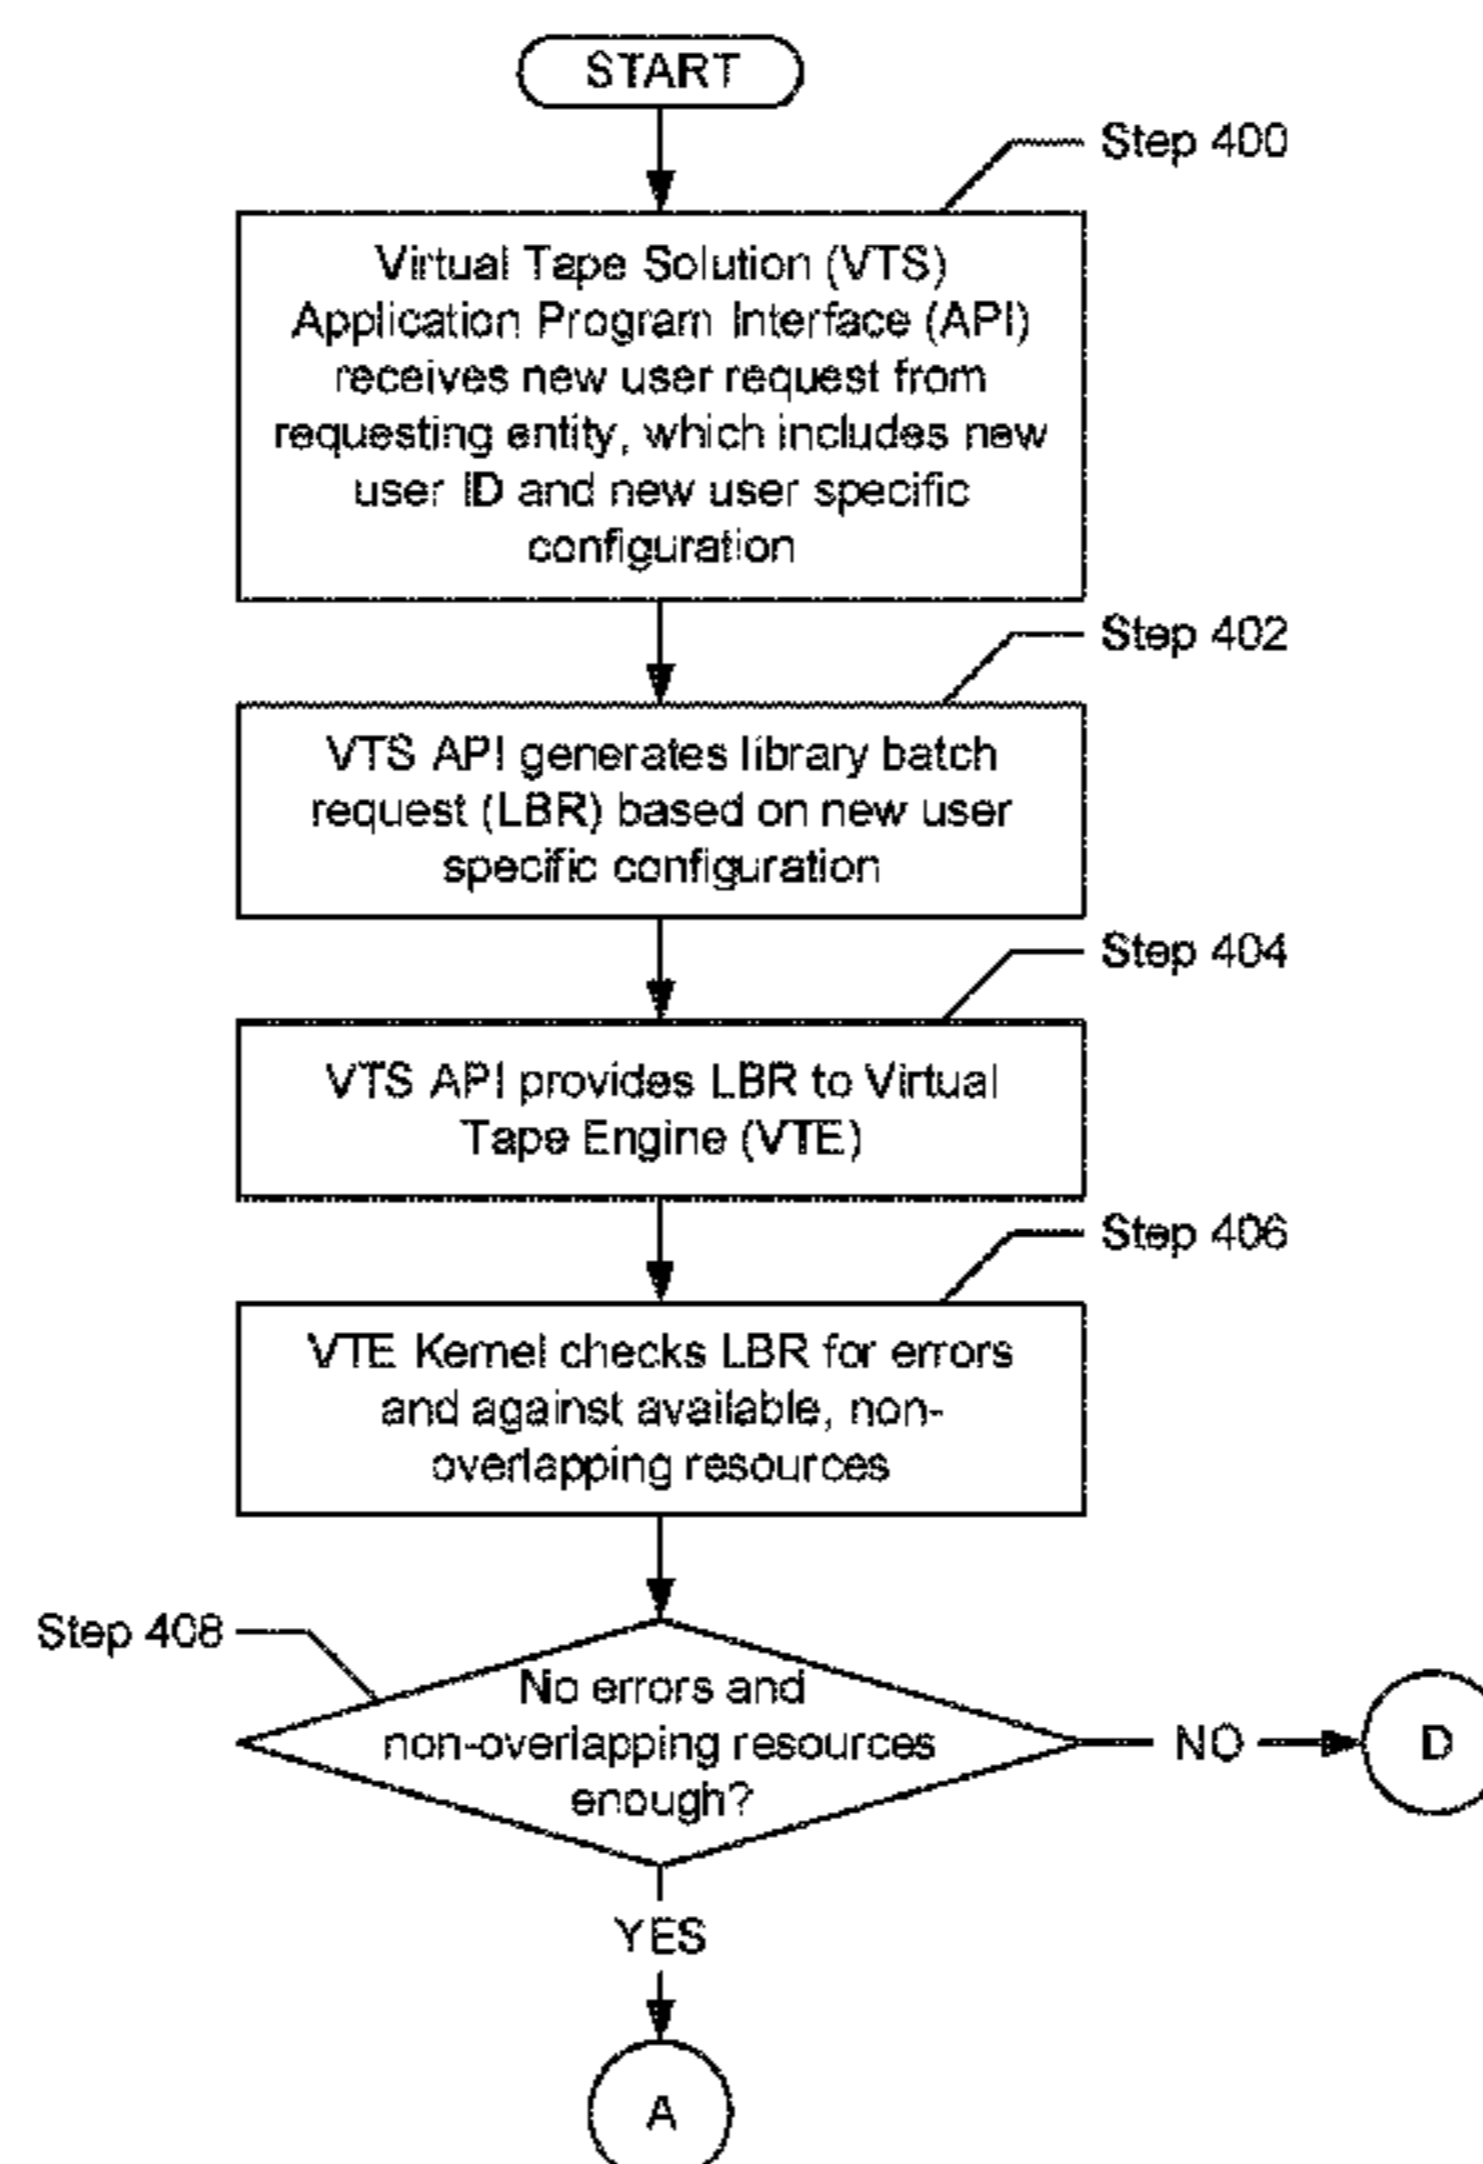 START
Step 400
Virtual Tape Solution (VTS)
Application Program Interface (API)
receives new user request from
requesting entity, which includes new
user ID and new user specific
configuration
Step 402
VTS API generates library batch
request (LBR) based on new user
specific configuration
Step 404
VTS API provides LBR to Virtual
Tape Engine (VTE)
Step 406
VTE Kernel checks LBR for errors
and against available, non-
overlapping resources
Step 408
No errors and
non-overlapping resources
enough?
NO
D
YES
A